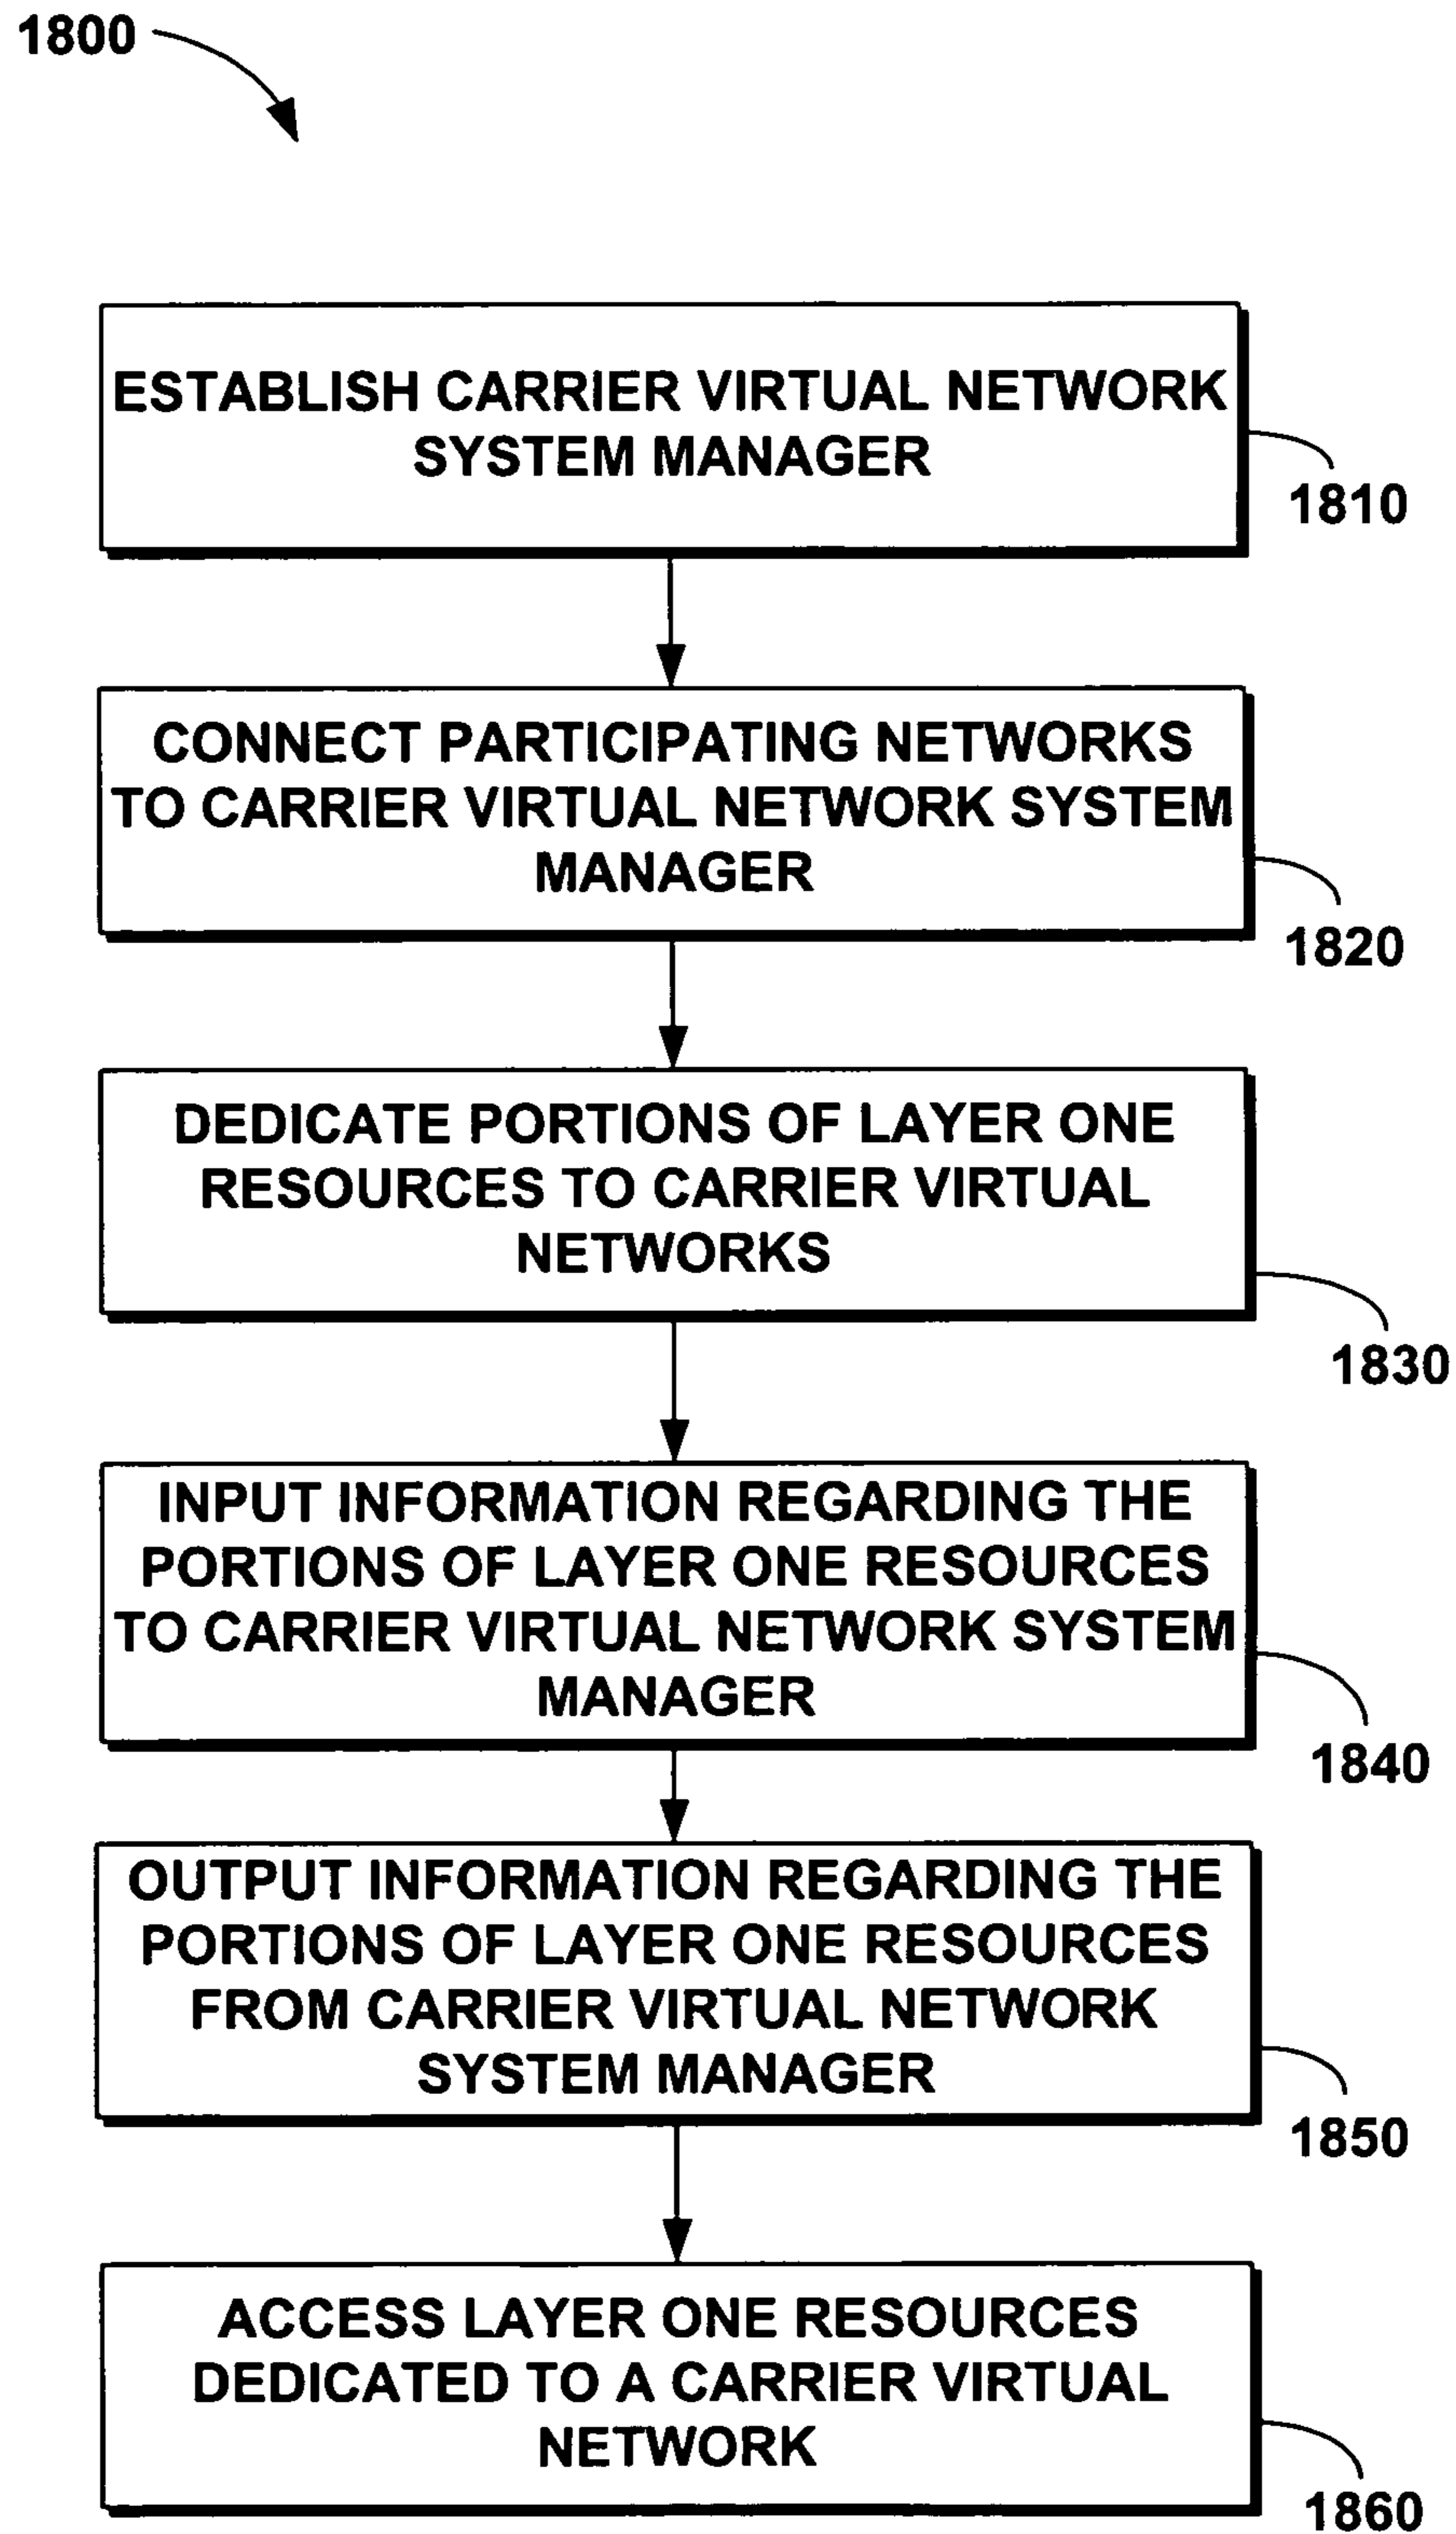 1800
ESTABLISH CARRIER VIRTUAL NETWORK
SYSTEM MANAGER
1810
CONNECT PARTICIPATING NETWORKS
TO CARRIER VIRTUAL NETWORK SYSTEM
MANAGER
1820
DEDICATE PORTIONS OF LAYER ONE
RESOURCES TO CARRIER VIRTUAL
NETWORKS
1830
INPUT INFORMATION REGARDING THE
PORTIONS OF LAYER ONE RESOURCES
TO CARRIER VIRTUAL NETWORK SYSTEM
MANAGER
1840
OUTPUT INFORMATION REGARDING THE
PORTIONS OF LAYER ONE RESOURCES
FROM CARRIER VIRTUAL NETWORK
SYSTEM MANAGER
1850
ACCESS LAYER ONE RESOURCES
DEDICATED TO A CARRIER VIRTUAL
NETWORK
1860